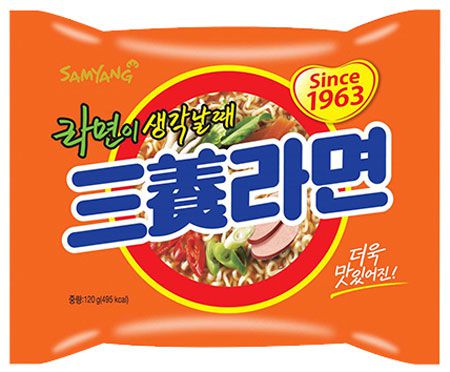 SAMYANG
Since
1963
라면이 생각날 때
三養라면
더욱
맛있어진!
중량:120 g(495 kcal)